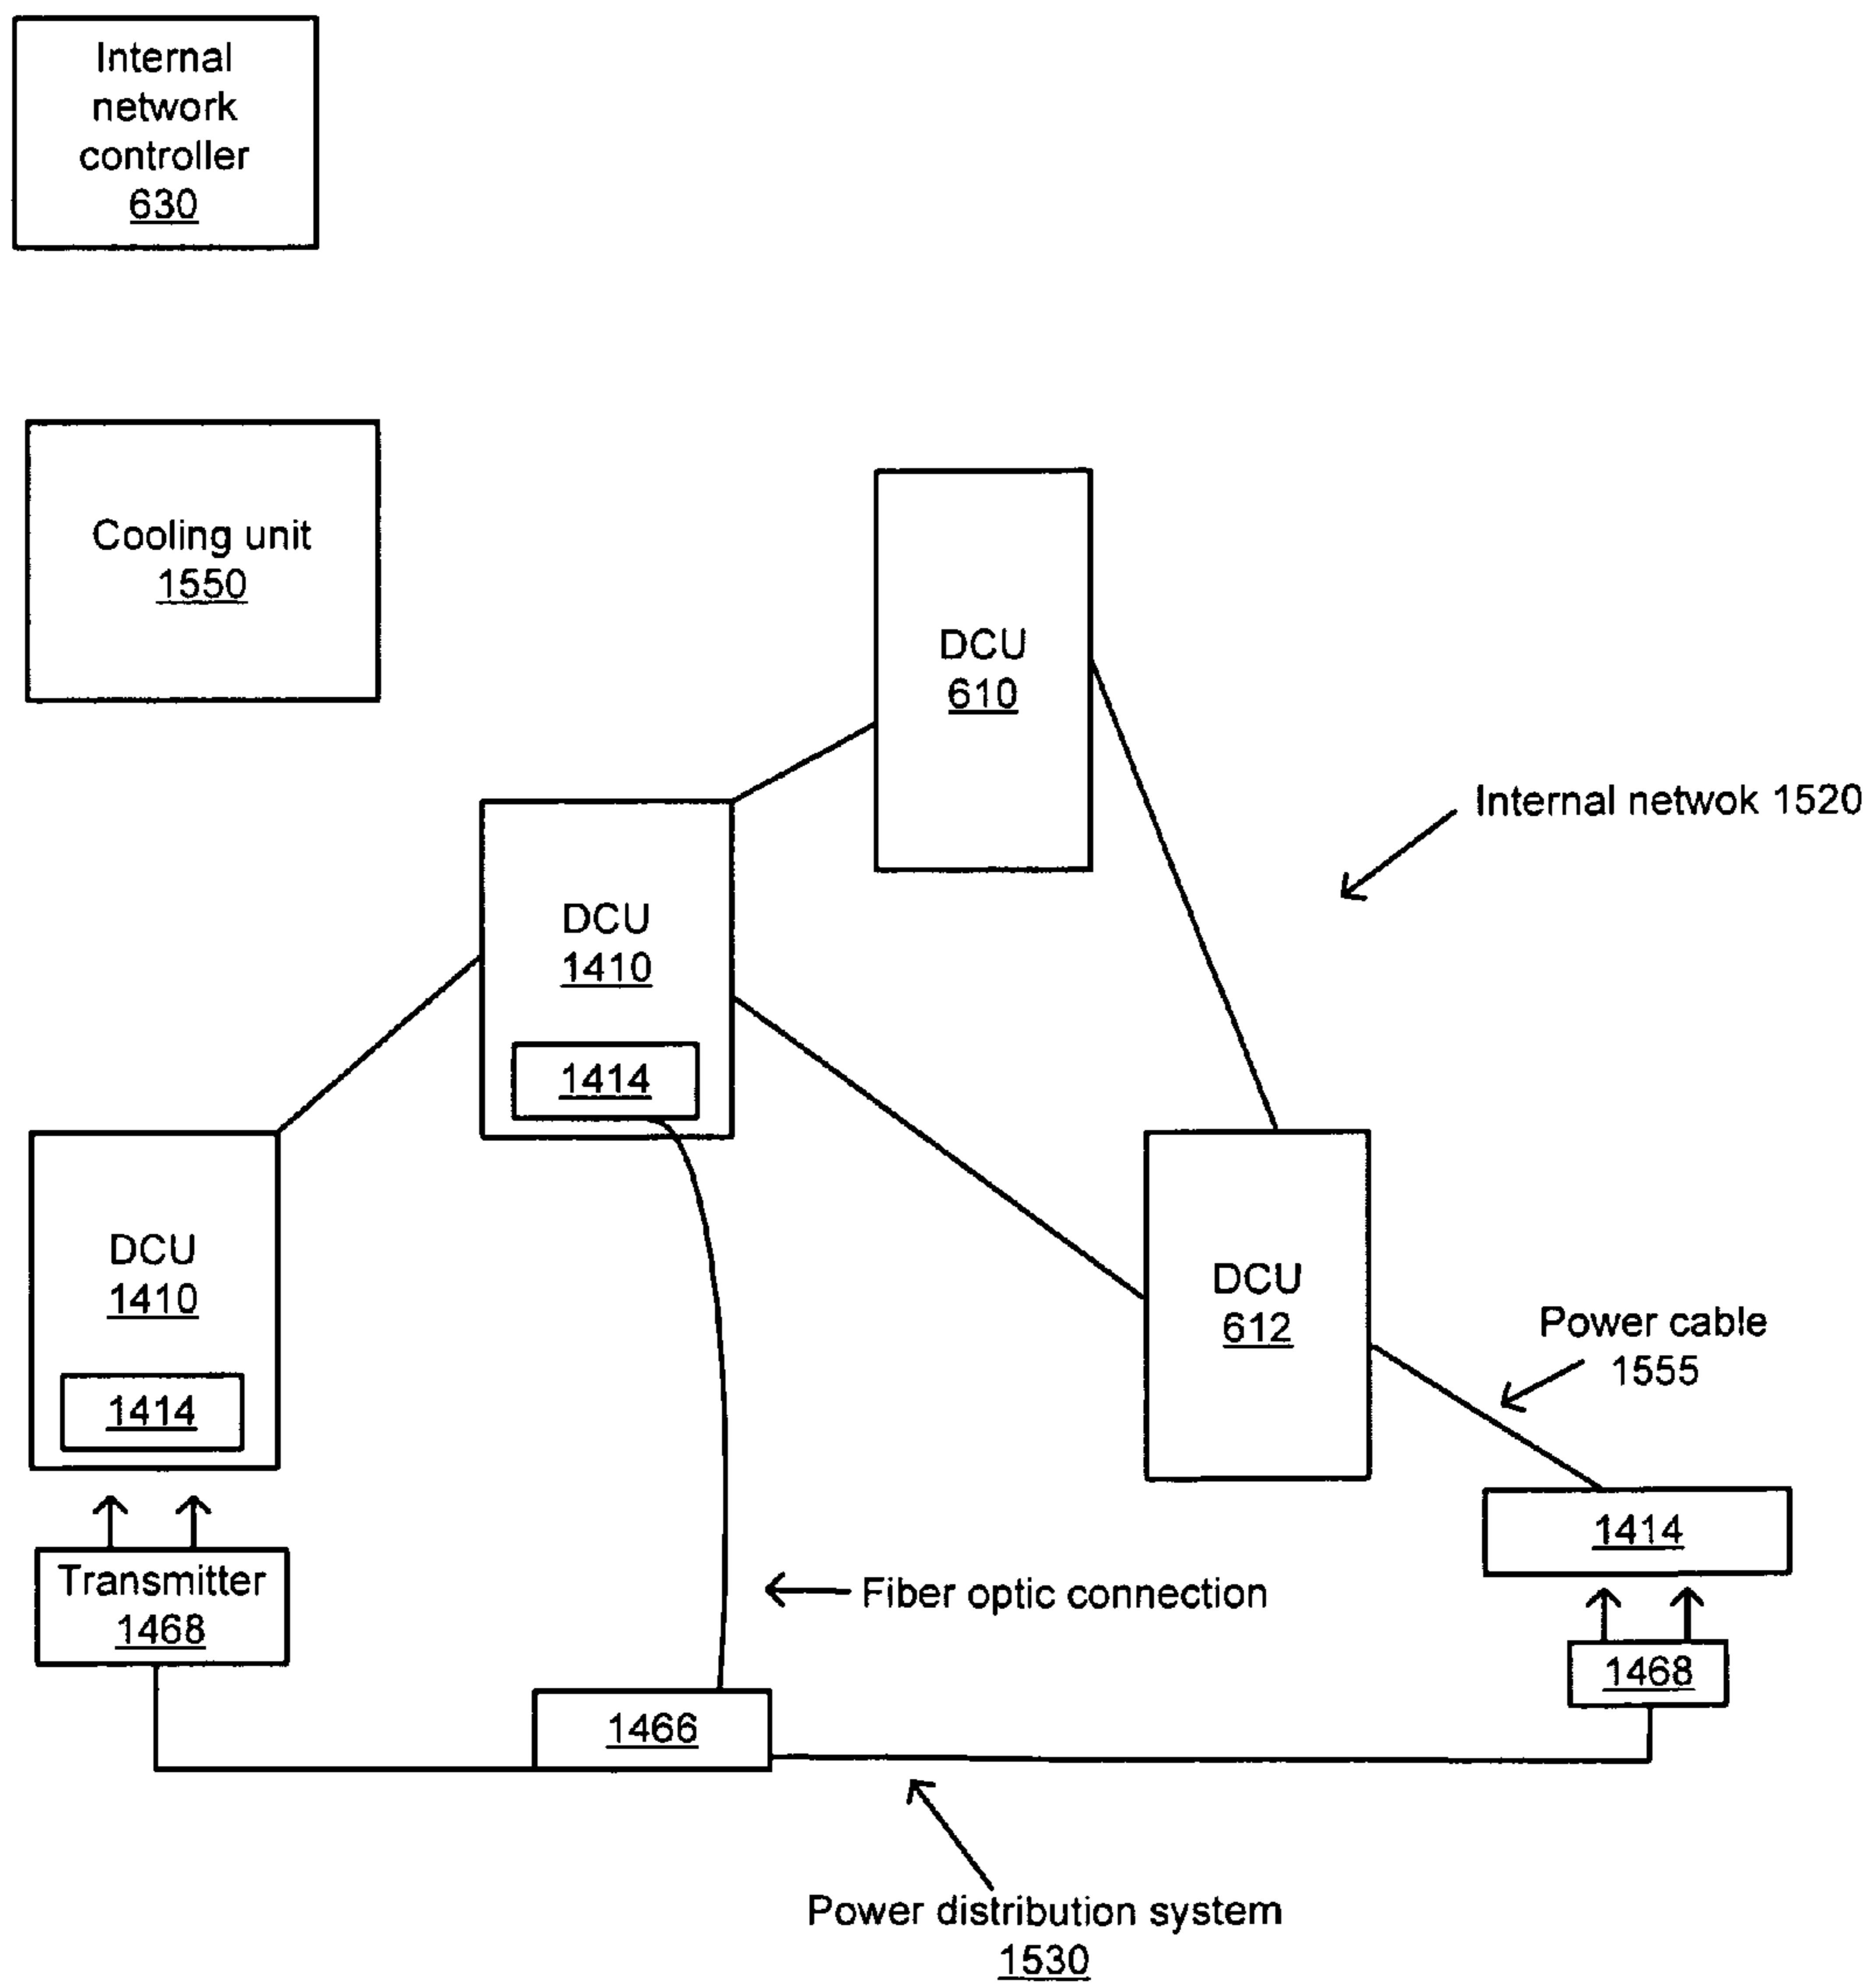 Internal
network
controller
630
Cooling unit
1550
DCU
610
Internal netwok 1520
DCU
1410
1414
DCU
1410
1414
DCU
612
Power cable
1555
1414
Transmitter
1468
Fiber optic connection
1468
1466
Power distribution system
1530